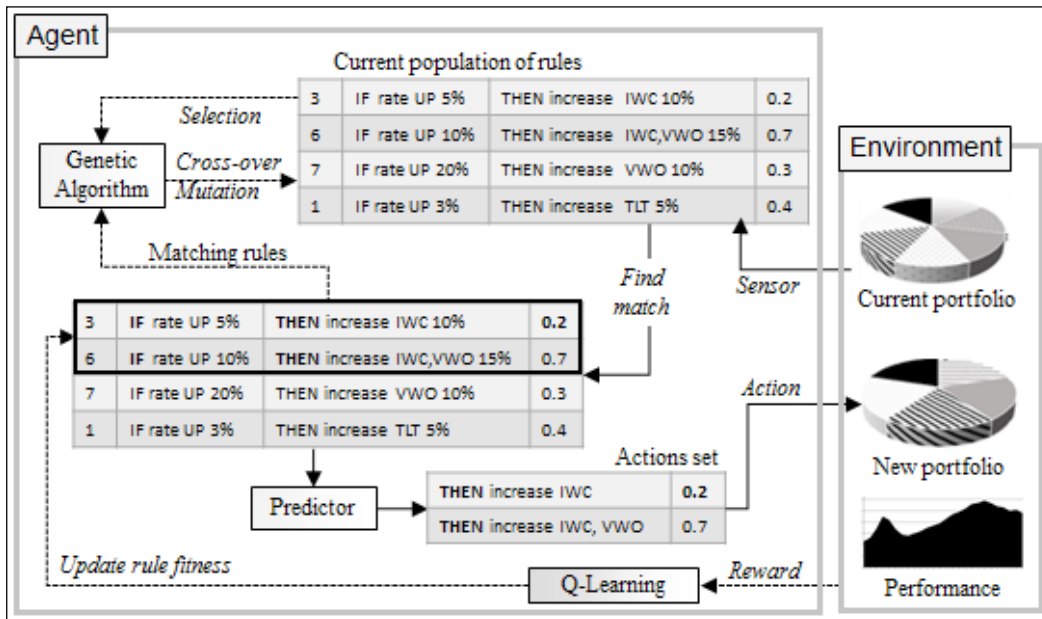 Agent
Current population of rules
3 IF rate UP 5% THEN increase IWC 10% 0.2
6 IF rate UP 10% THEN increase IWC,VWO 15% 0.7
7 IF rate UP 20% THEN increase VWO 10% 0.3
1 IF rate UP 3% THEN increase TLT 5% 0.4
Selection
Genetic
Algorithm
Cross-over
Mutation
Matching rules
Find
match
Sensor
Environment
Current portfolio
3 IF rate UP 5% THEN increase IWC 10% 0.2
6 IF rate UP 10% THEN increase IWC,VWO 15% 0.7
7 IF rate UP 20% THEN increase VWO 10% 0.3
1 IF rate UP 3% THEN increase TLT 5% 0.4
Action
New portfolio
Actions set
Predictor
THEN increase IWC 0.2
THEN increase IWC, VWO 0.7
Update rule fitness
Q-Learning
Reward
Performance